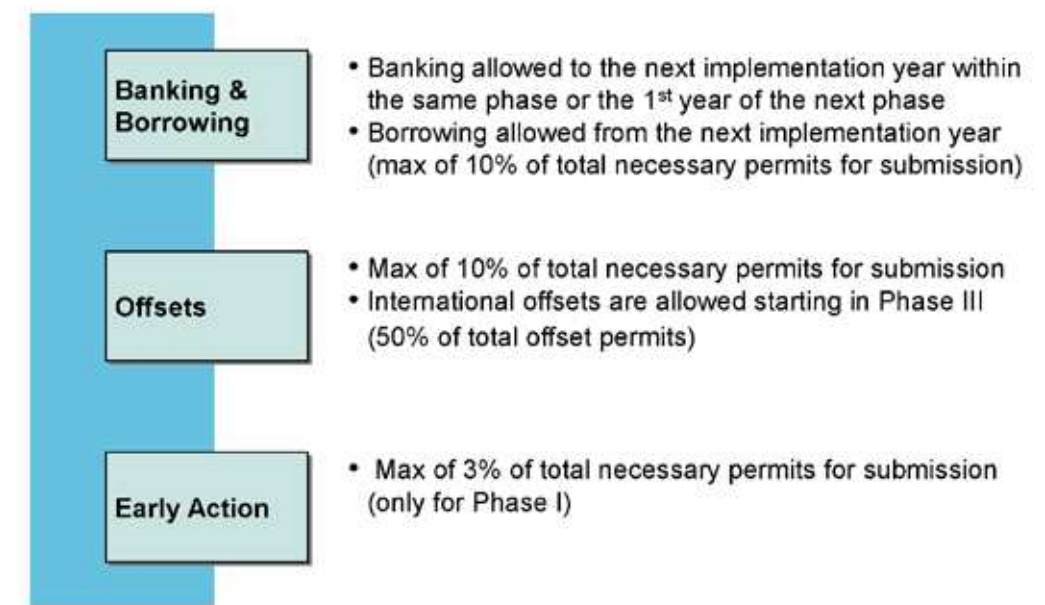 Banking &
Borrowing
• Banking allowed to the next implementation year within
the same phase or the 1st year of the next phase
• Borrowing allowed from the next implementation year
(max of 10% of total necessary permits for submission)
Offsets
• Max of 10% of total necessary permits for submission
• International offsets are allowed starting in Phase III
(50% of total offset permits)
Early Action
• Max of 3% of total necessary permits for submission
(only for Phase I)